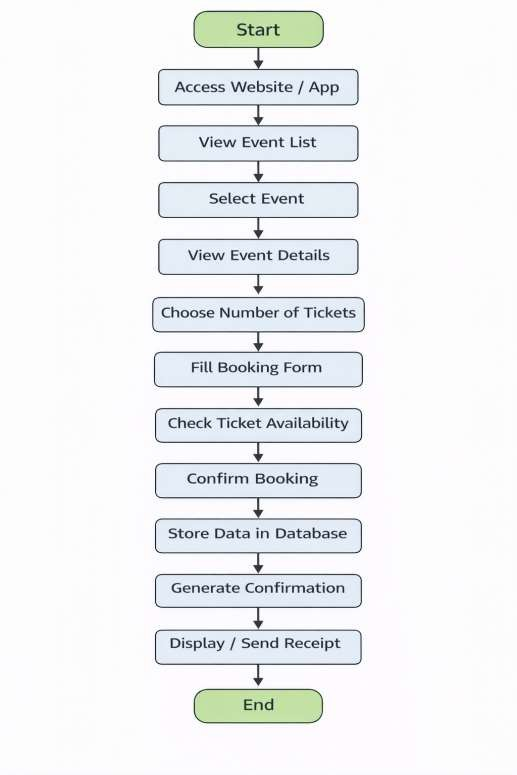 Start
Access Website / App
View Event List
Select Event
View Event Details
Choose Number of Tickets
Fill Booking Form
Check Ticket Availability
Confirm Booking
Store Data in Database
Generate Confirmation
Display / Send Receipt
End